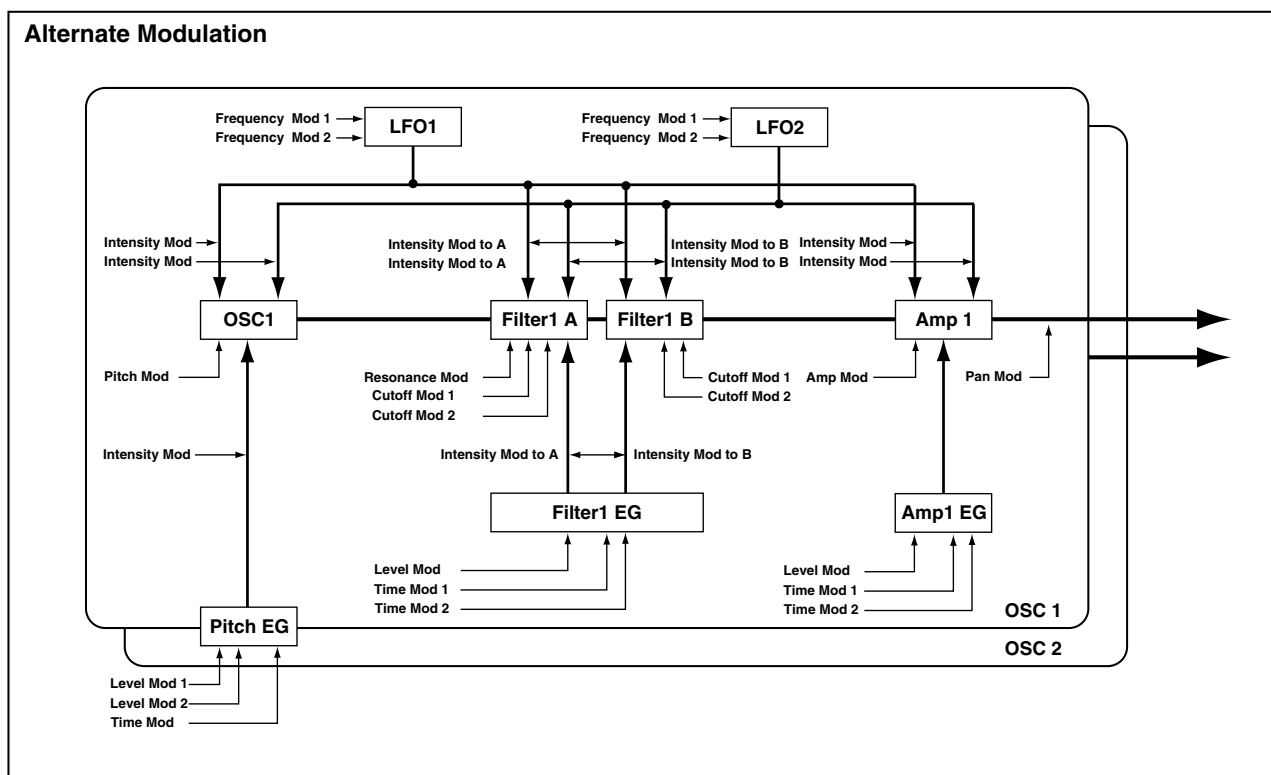 Alternate Modulation
Frequency Mod 1
Frequency Mod 2
LFO1
Frequency Mod 1
Frequency Mod 2
LFO2
Intensity Mod
Intensity Mod
Intensity Mod to A
Intensity Mod to A
Intensity Mod to B
Intensity Mod to B
Intensity Mod
Intensity Mod
OSC1
Filter1 A
Filter1 B
Amp 1
Pitch Mod
Resonance Mod
Cutoff Mod 1
Cutoff Mod 2
Cutoff Mod 1
Cutoff Mod 2
Amp Mod
Pan Mod
Intensity Mod
Intensity Mod to A
Intensity Mod to B
Filter1 EG
Amp1 EG
Level Mod
Time Mod 1
Time Mod 2
Level Mod
Time Mod 1
Time Mod 2
OSC 1
Pitch EG
OSC 2
Level Mod 1
Level Mod 2
Time Mod